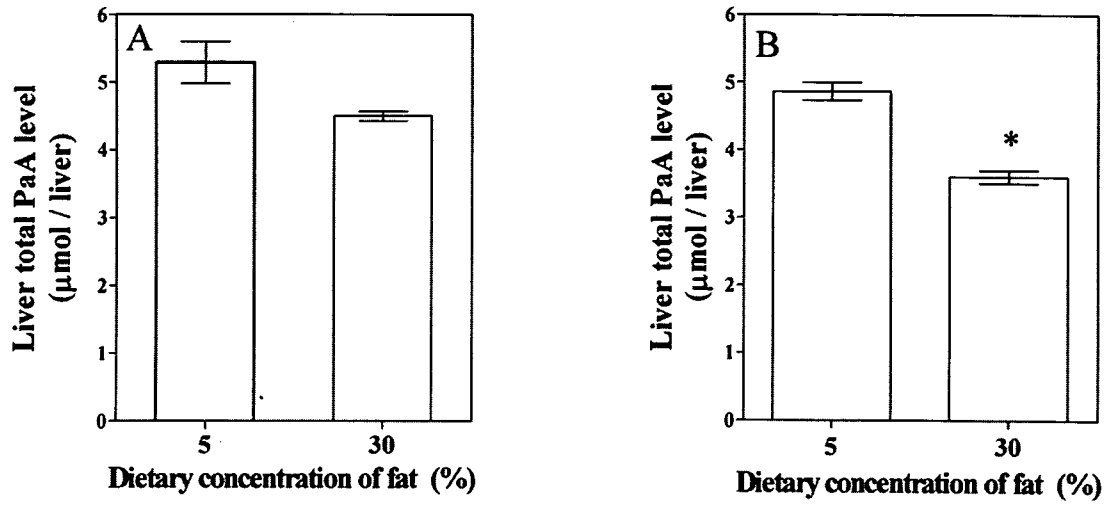 A
Liver total PaA level
(μmol / liver)
6
5
4
3
2
1
0
5
30
Dietary concentration of fat (%)
B
*
Liver total PaA level
(μmol / liver)
6
5
4
3
2
1
0
5
30
Dietary concentration of fat (%)